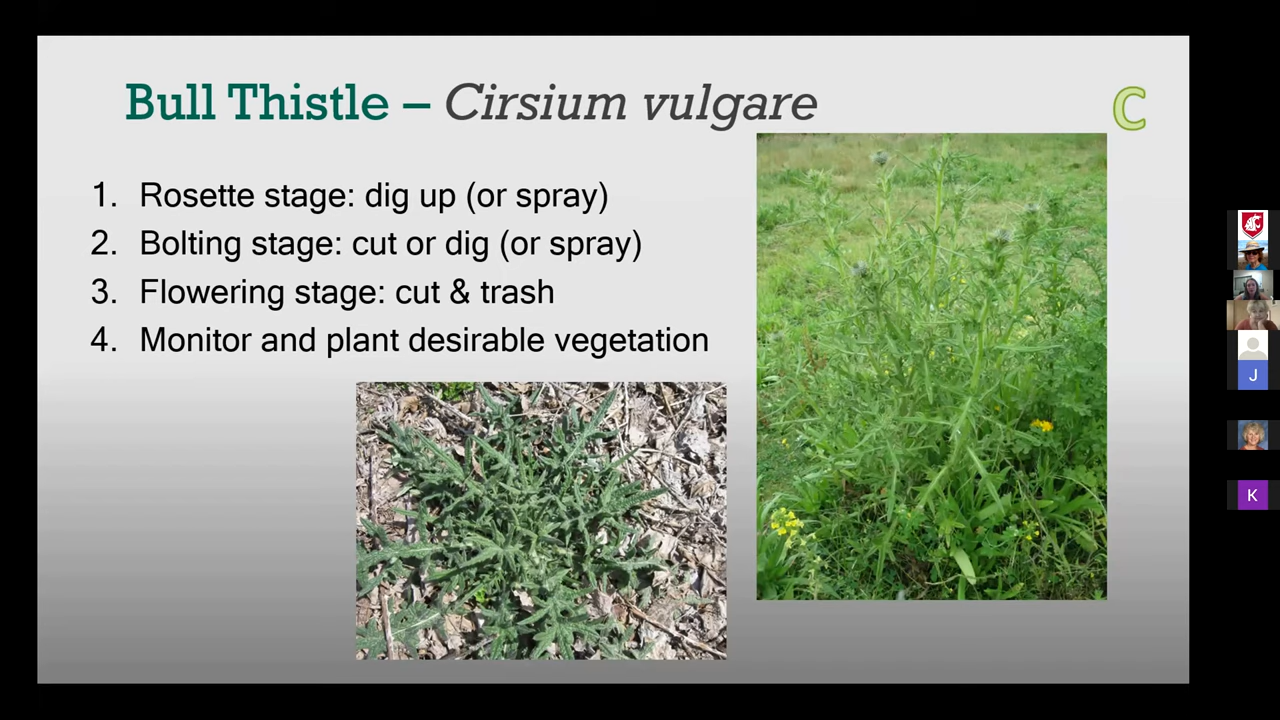 Bull Thistle – Cirsium vulgare
C
1. Rosette stage: dig up (or spray)
2. Bolting stage: cut or dig (or spray)
3. Flowering stage: cut & trash
4. Monitor and plant desirable vegetation
J
K